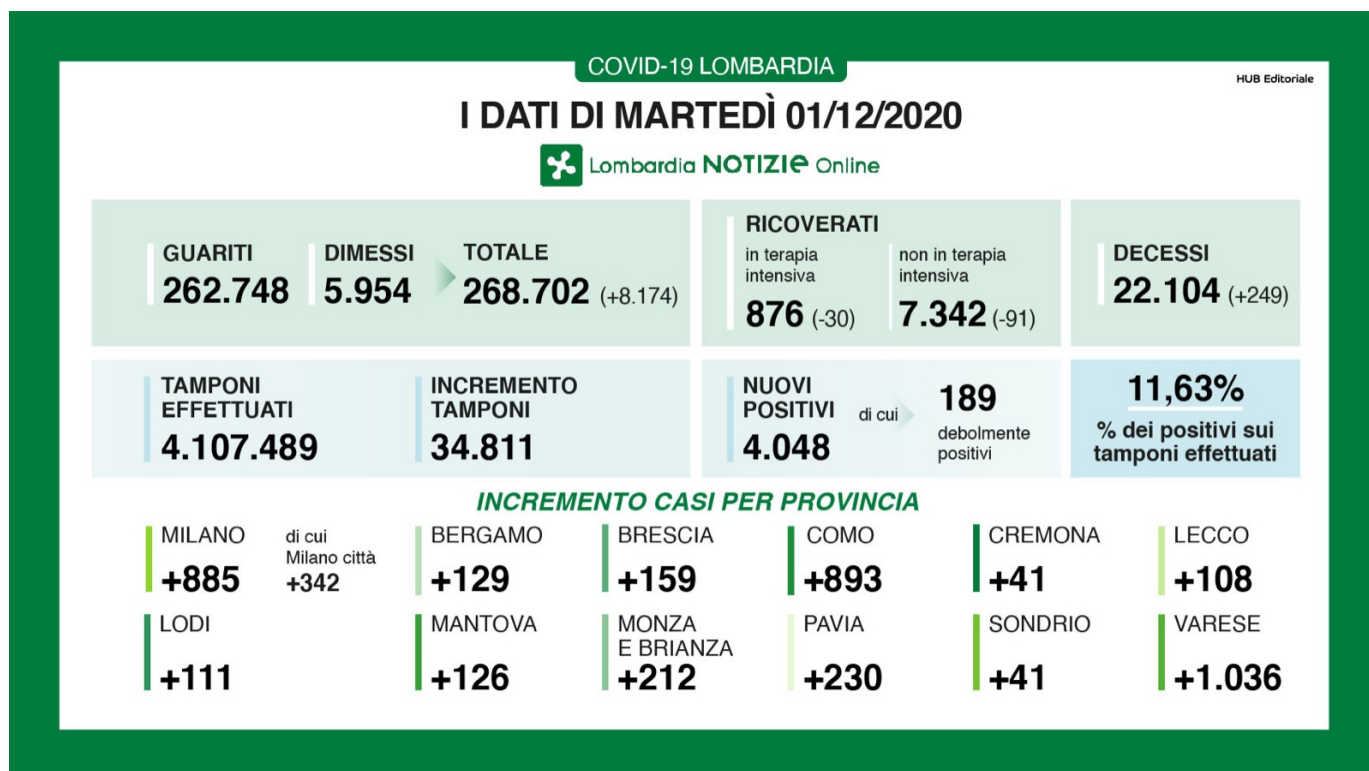 COVID-19 LOMBARDIA
HUB Editoriale
I DATI DI MARTEDÌ 01/12/2020
Lombardia NOTIZIE Online
GUARITI
262.748
DIMESSI
5.954
TOTALE
268.702 (+8.174)
RICOVERATI
in terapia
intensiva
876 (-30)
non in terapia
intensiva
7.342 (-91)
DECESSI
22.104 (+249)
TAMPONI
EFFETTUATI
4.107.489
INCREMENTO
TAMPONI
34.811
NUOVI
POSITIVI
4.048
di cui
189
debolmente
positivi
11,63%
% dei positivi sui
tamponi effettuati
INCREMENTO CASI PER PROVINCIA
MILANO
+885
di cui
Milano città
+342
BERGAMO
+129
BRESCIA
+159
COMO
+893
CREMONA
+41
LECCO
+108
LODI
+111
MANTOVA
+126
MONZA
E BRIANZA
+212
PAVIA
+230
SONDRIO
+41
VARESE
+1.036